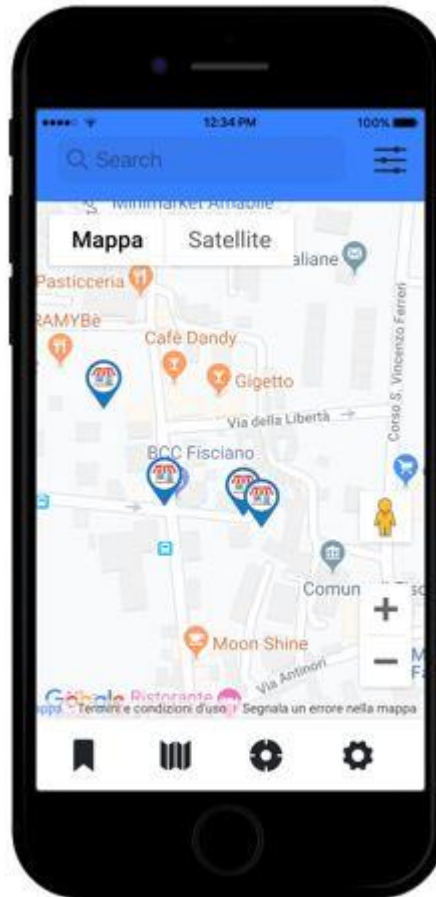 12:34 PM
100%
Search
Minimarket Amabile
Mappa
Satellite
aliane
Pasticceria
RAMYBè
Cafè Dandy
Gigetto
Corso S. Vincenzo Ferreri
Via della Libertà
BCC Fisciano
Comun
Moon Shine
Via Antinori
Google
Ristorante
Termini e condizioni d'uso
Segnala un errore nella mappa